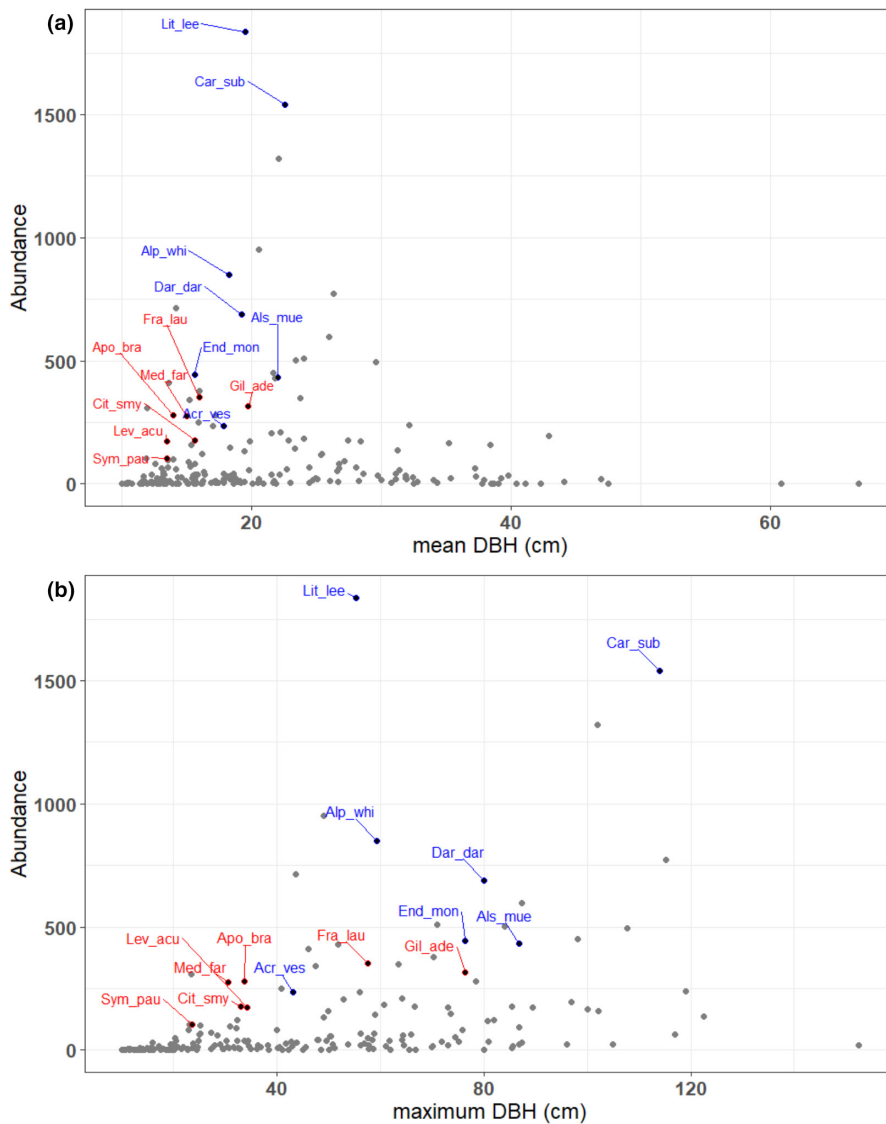 (a)
Lit_lee
Car_sub
1500
Abundance
1000
Alp_whi
Dar_dar
Fra_lau
Als_mue
Apo_bra
End_mon
500
Med_far
Gil_ade
Cit_smy
Acr_ves
Lev_acu
Sym_pau
0
20 40 60
mean DBH (cm)
(b)
Lit_lee
Car_sub
1500
Abundance
1000
Alp_whi
Dar_dar
End_mon
Als_mue
500
Lev_acu
Apo_bra
Fra_lau
Gil_ade
Med_far
Acr_ves
Sym_pau
Cit_smy
0
40 80 120
maximum DBH (cm)